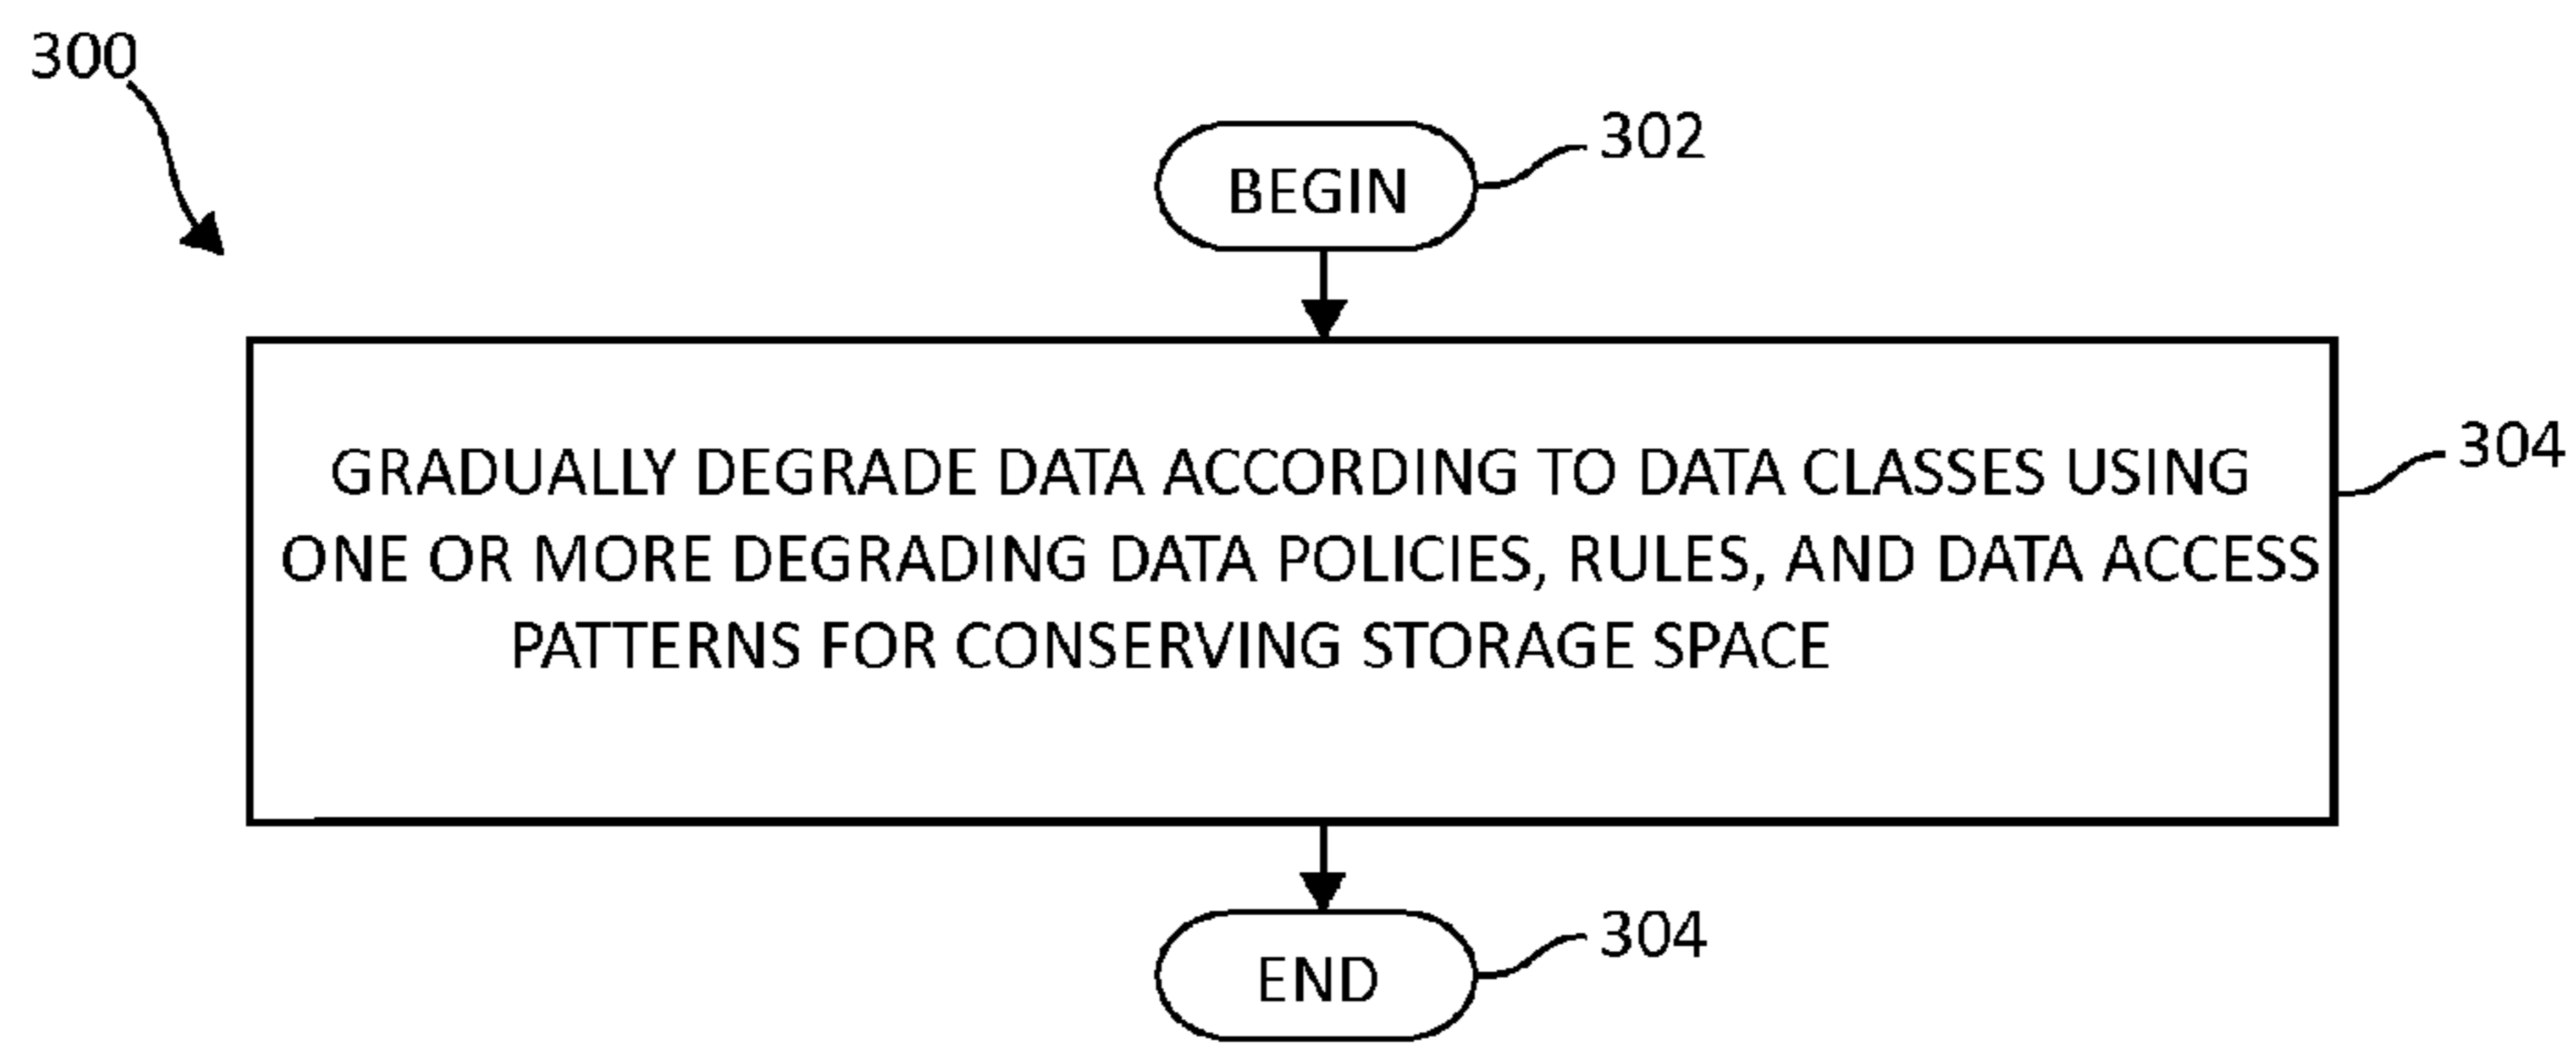 300
BEGIN
302
GRADUALLY DEGRADE DATA ACCORDING TO DATA CLASSES USING
ONE OR MORE DEGRADING DATA POLICIES, RULES, AND DATA ACCESS
PATTERNS FOR CONSERVING STORAGE SPACE
304
END
304